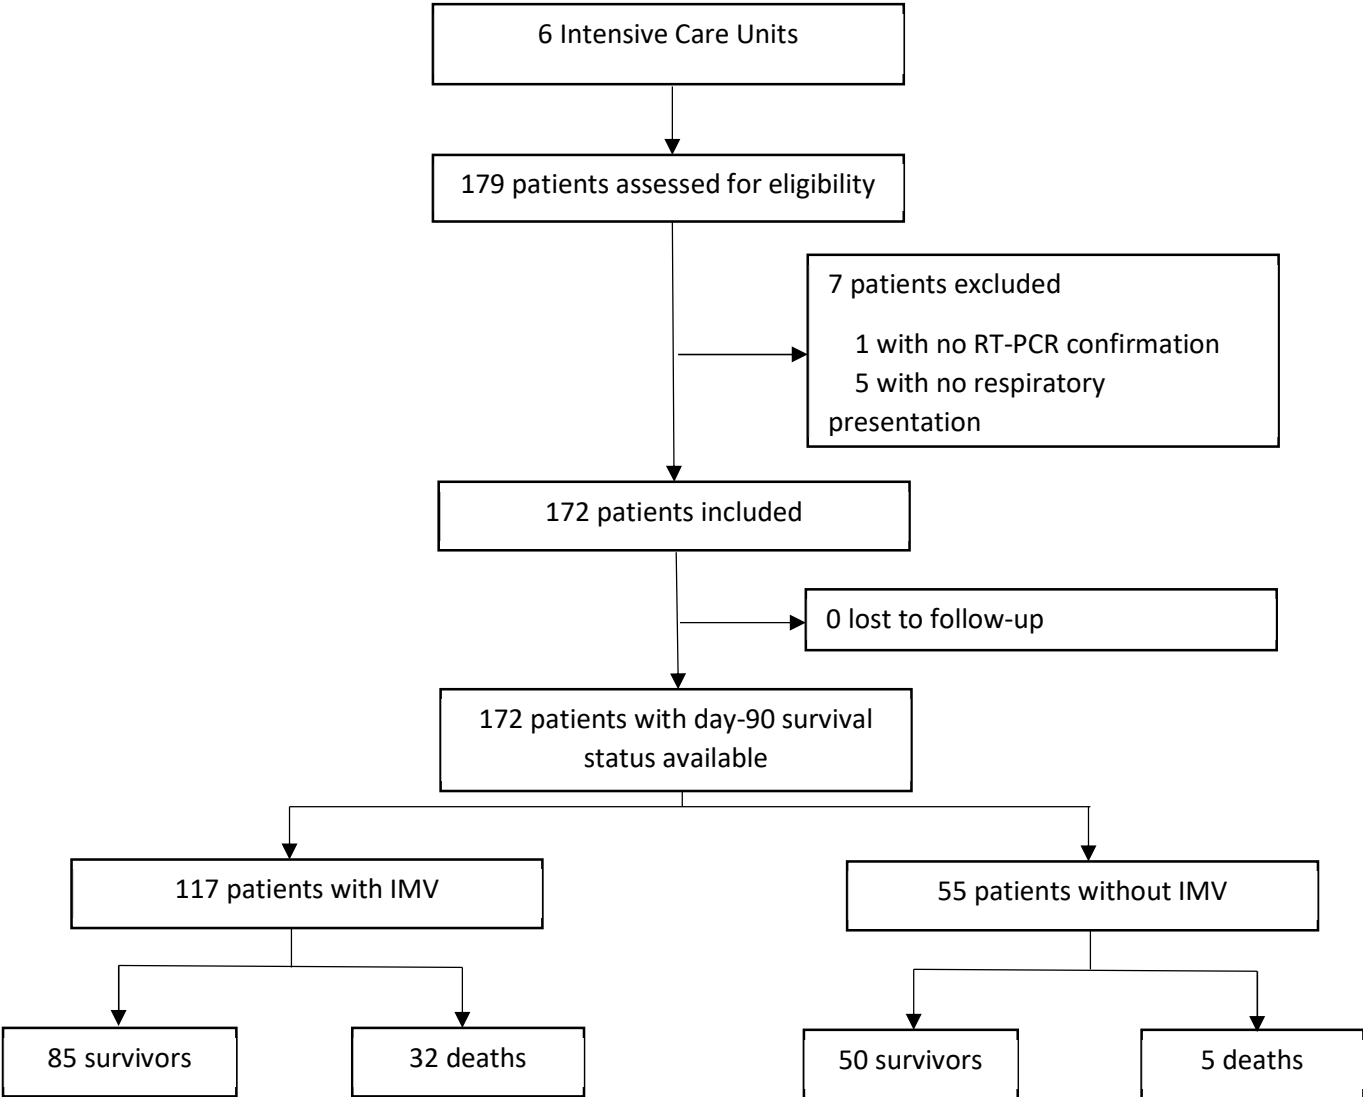 6 Intensive Care Units
179 patients assessed for eligibility
7 patients excluded
1 with no RT-PCR confirmation
5 with no respiratory
presentation
172 patients included
0 lost to follow-up
172 patients with day-90 survival
status available
117 patients with IMV
55 patients without IMV
85 survivors
32 deaths
50 survivors
5 deaths